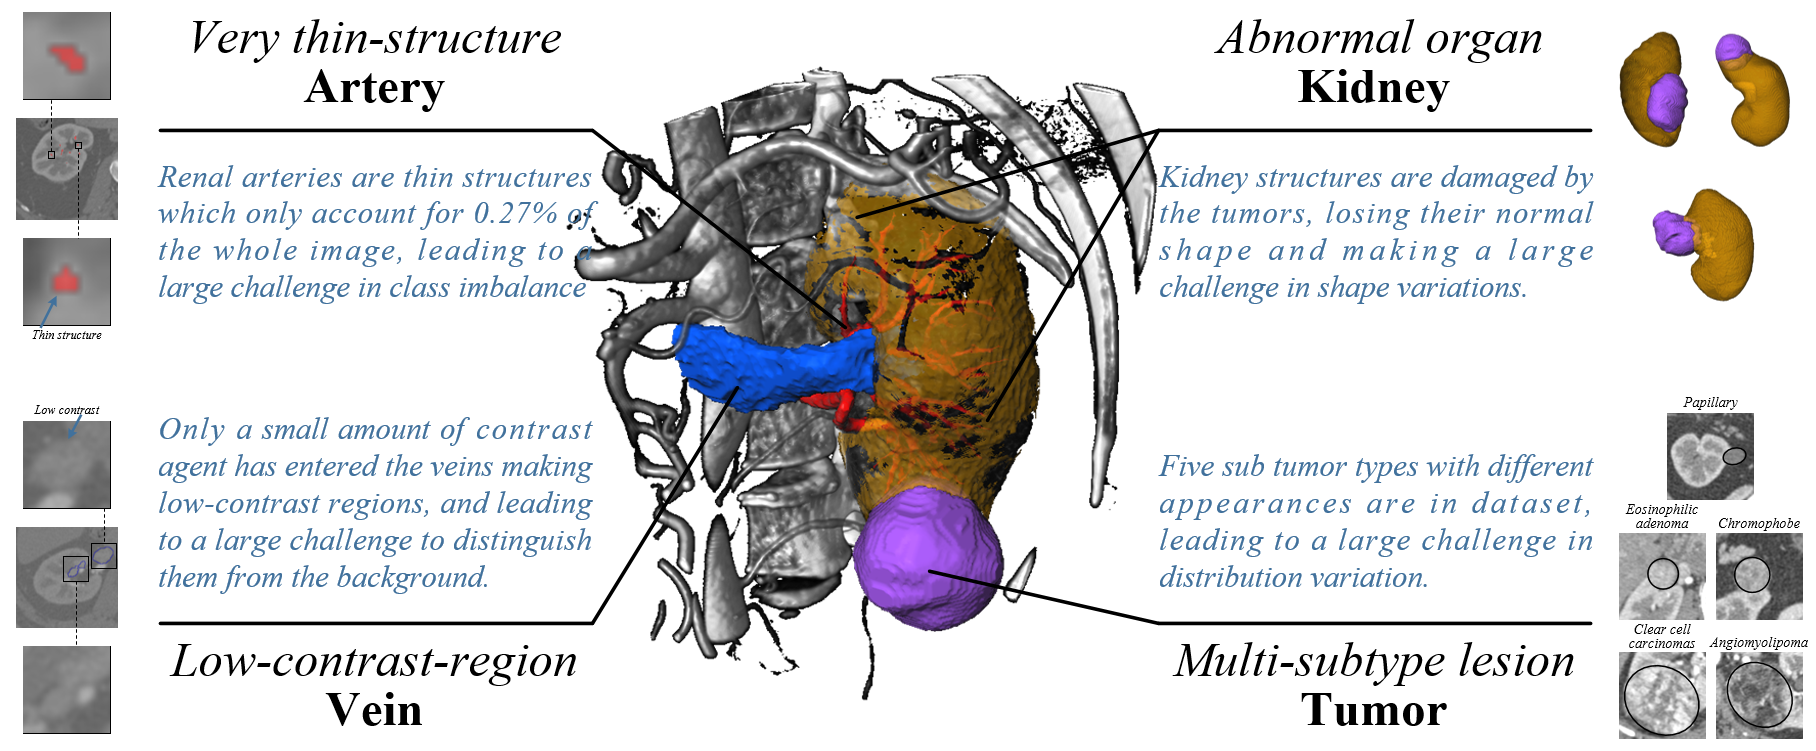 Very thin-structure
Artery
Renal arteries are thin structures
which only account for 0.27% of
the whole image, leading to a
large challenge in class imbalance
Thin structure
Abnormal organ
Kidney
Kidney structures are damaged by
the tumors, losing their normal
shape and making a large
challenge in shape variations.
Low contrast
Only a small amount of contrast
agent has entered the veins making
low-contrast regions, and leading
to a large challenge to distinguish
them from the background.
Low-contrast-region
Vein
Five sub tumor types with different
appearances are in dataset,
leading to a large challenge in
distribution variation.
Multi-subtype lesion
Tumor
Papillary
Eosinophilic
adenoma
Chromophobe
Clear cell
carcinomas
Angiomyolipoma